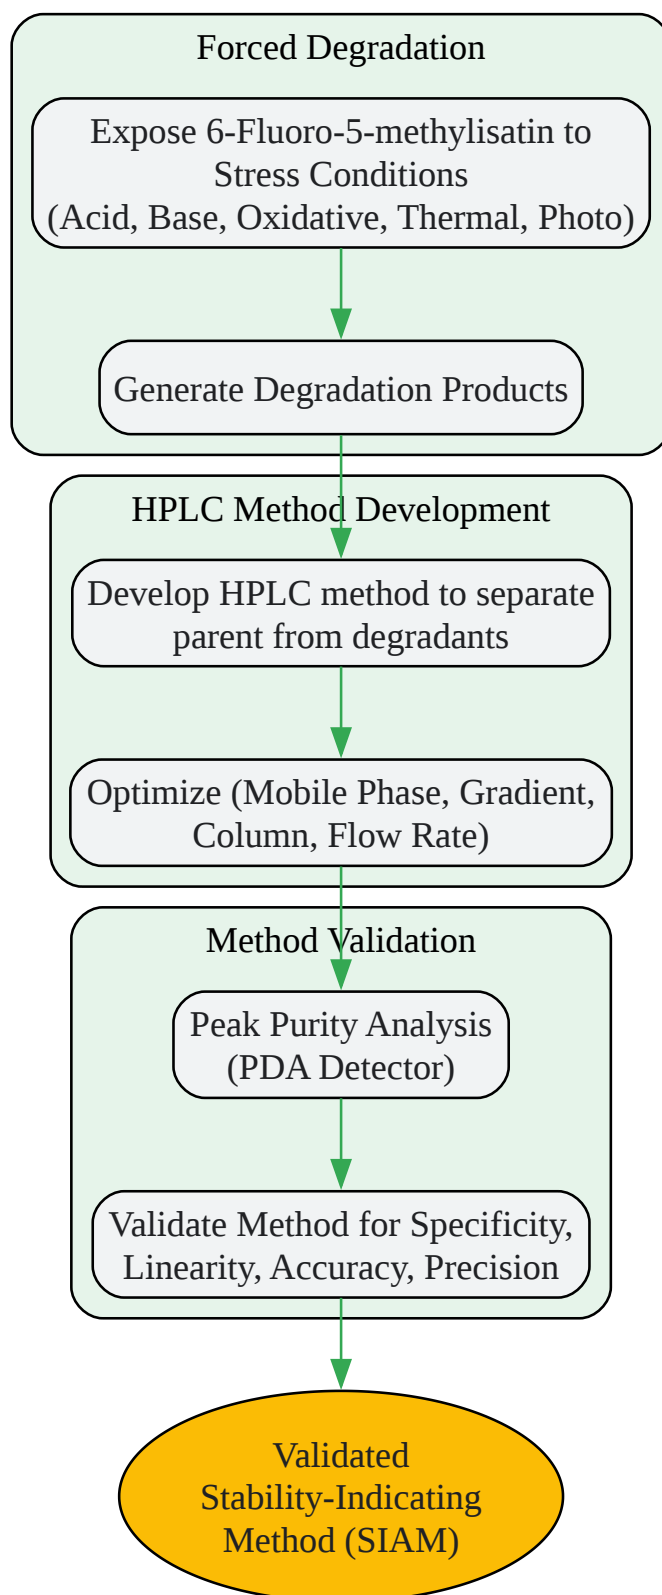 Forced Degradation
Expose 6-Fluoro-5-methylisatin to
Stress Conditions
(Acid, Base, Oxidative, Thermal, Photo)
Generate Degradation Products
HPLC Method Development
Develop HPLC method to separate
parent from degradants
Optimize (Mobile Phase, Gradient,
Column, Flow Rate)
Method Validation
Peak Purity Analysis
(PDA Detector)
Validate Method for Specificity,
Linearity, Accuracy, Precision
Validated
Stability-Indicating
Method (SIAM)